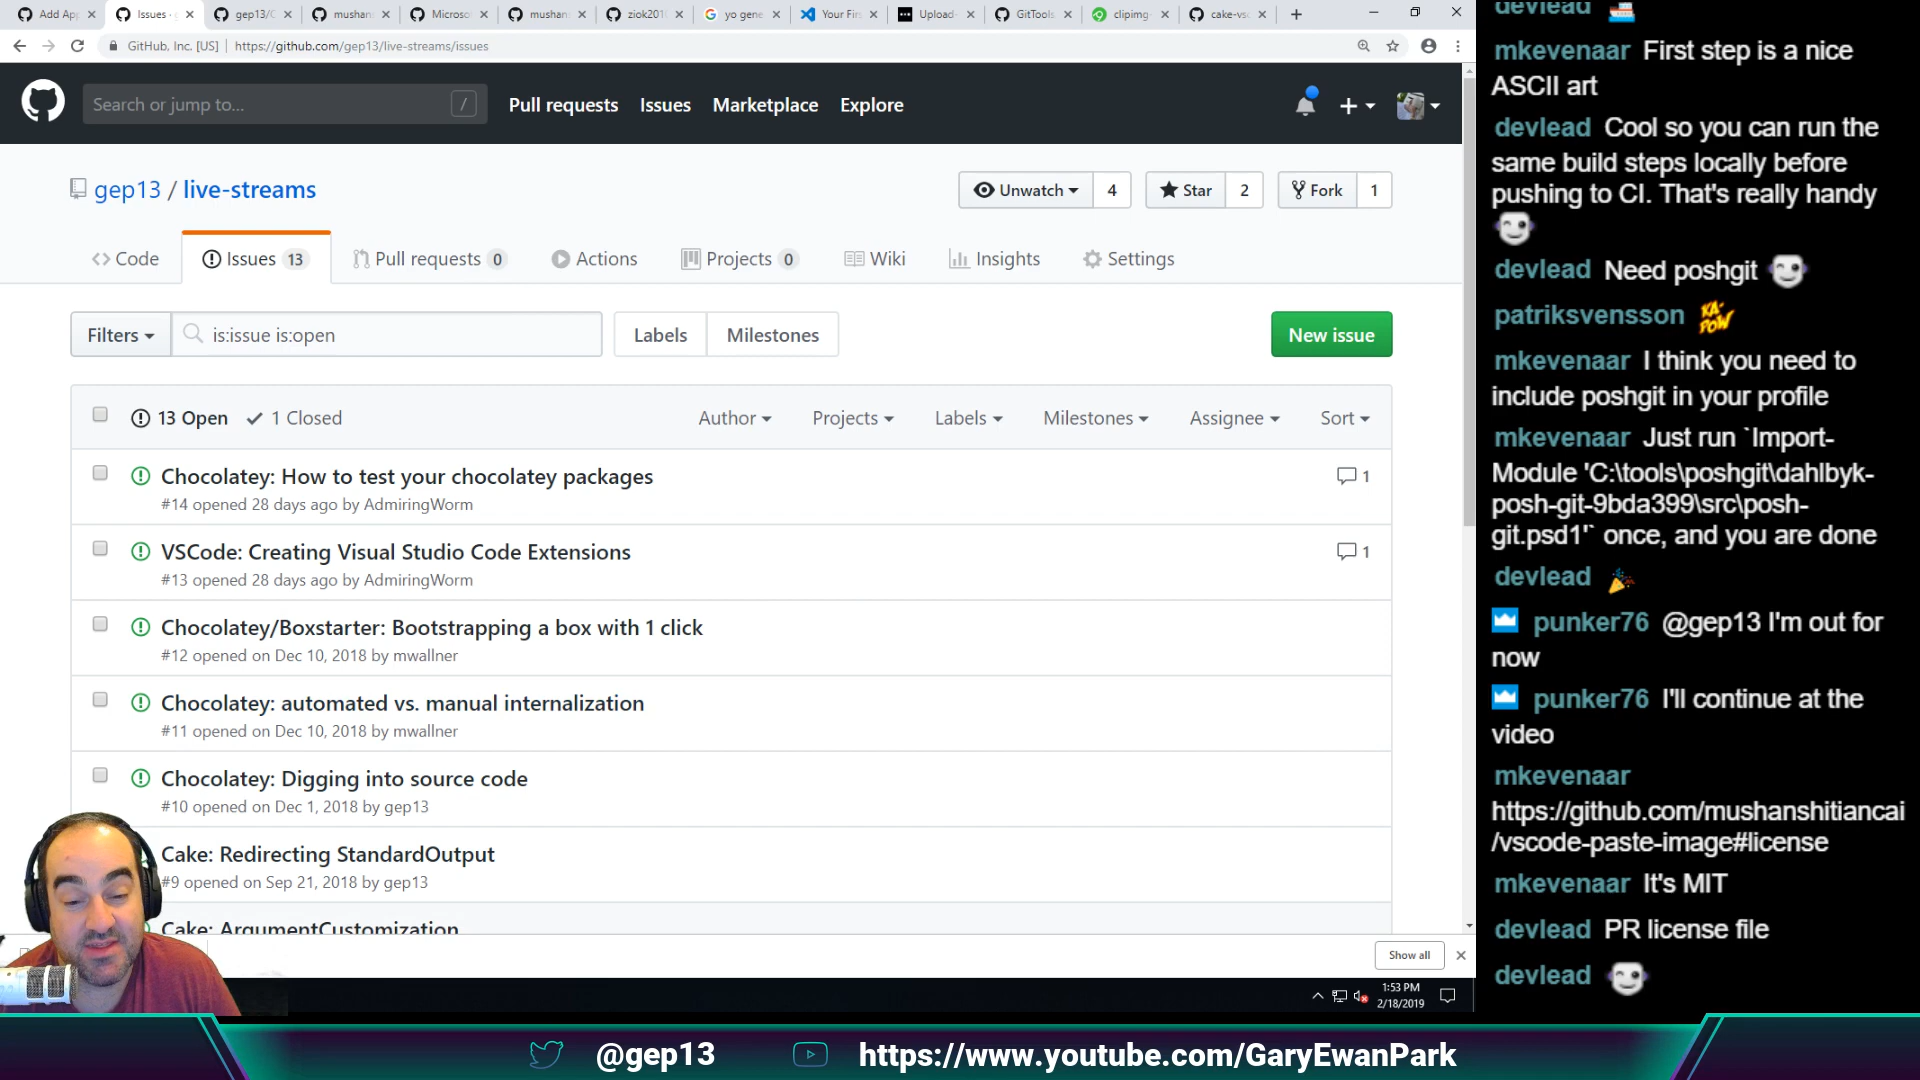 Add App
Issues · g
gep13/C
mushan
Microso
mushan
ziok201
yo gene
Your Fir
Upload-
GitTools
clipimg-
cake-vsc
GitHub, Inc. [US] | https://github.com/gep13/live-streams/issues
Search or jump to... /
Pull requests Issues Marketplace Explore
gep13 / live-streams
Unwatch 4 Star 2 Fork 1
Code Issues 13 Pull requests 0 Actions Projects 0 Wiki Insights Settings
Filters is:issue is:open Labels Milestones New issue
13 Open 1 Closed Author Projects Labels Milestones Assignee Sort
Chocolatey: How to test your chocolatey packages 1
#14 opened 28 days ago by AdmiringWorm
VSCode: Creating Visual Studio Code Extensions 1
#13 opened 28 days ago by AdmiringWorm
Chocolatey/Boxstarter: Bootstrapping a box with 1 click
#12 opened on Dec 10, 2018 by mwallner
Chocolatey: automated vs. manual internalization
#11 opened on Dec 10, 2018 by mwallner
Chocolatey: Digging into source code
#10 opened on Dec 1, 2018 by gep13
Cake: Redirecting StandardOutput
#9 opened on Sep 21, 2018 by gep13
Cake: ArgumentCustomization
Show all
1:53 PM
2/18/2019
devlead
mkevenaar First step is a nice
ASCII art
devlead Cool so you can run the
same build steps locally before
pushing to CI. That's really handy
devlead Need poshgit
patriksvensson KA-
POW
mkevenaar I think you need to
include poshgit in your profile
mkevenaar Just run `Import-
Module 'C:\tools\poshgit\dahlbyk-
posh-git-9bda399\src\posh-
git.psd1'` once, and you are done
devlead
punker76 @gep13 I'm out for
now
punker76 I'll continue at the
video
mkevenaar
https://github.com/mushanshitiancai
/vscode-paste-image#license
mkevenaar It's MIT
devlead PR license file
devlead
@gep13 https://www.youtube.com/GaryEwanPark